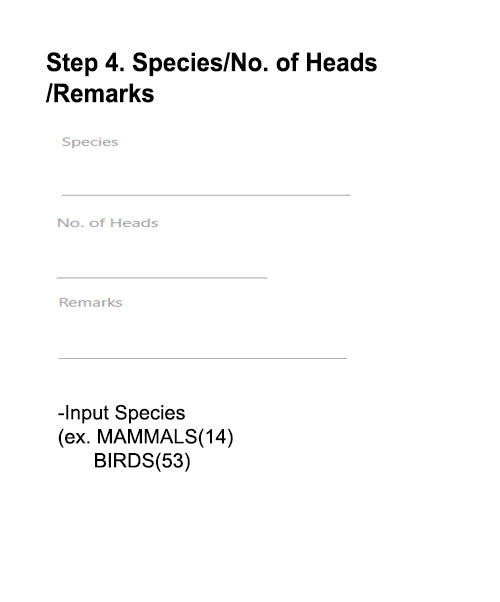 Step 4. Species/No. of Heads
/Remarks
Species
No. of Heads
Remarks
-Input Species
(ex. MAMMALS(14)
BIRDS(53)